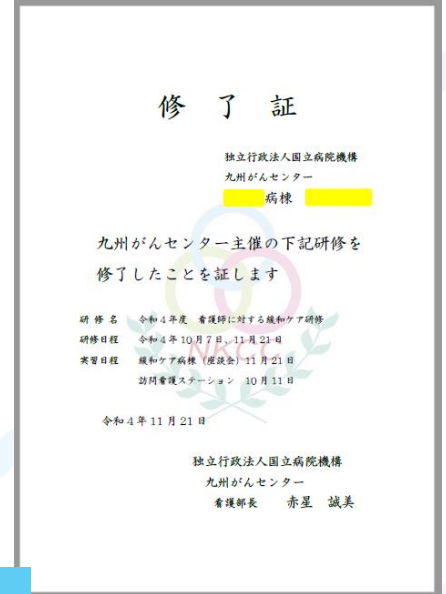 修 了 証
独立行政法人国立病院機構
九州がんセンター
病棟
九州がんセンター主催の下記研修を
修了したことを証します
研 修 名 令和4年度 看護師に対する緩和ケア研修
研修日程 令和4年10月7日、11月21日
実習日程 緩和ケア病棟（座談会）11月21日
訪問看護ステーション 10月11日
NKCC
令和4年11月21日
独立行政法人国立病院機構
九州がんセンター
看護部長 赤星 誠美